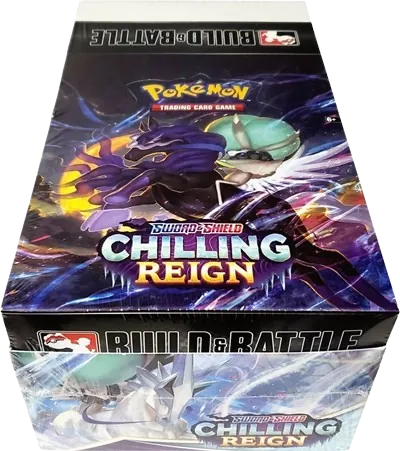 BUILD & BATTLE
POKéMON
TRADING CARD GAME
6+
SWORD & SHIELD
CHILLING
REIGN
BUILD & BATTLE
SWORD & SHIELD
CHILLING
REIGN